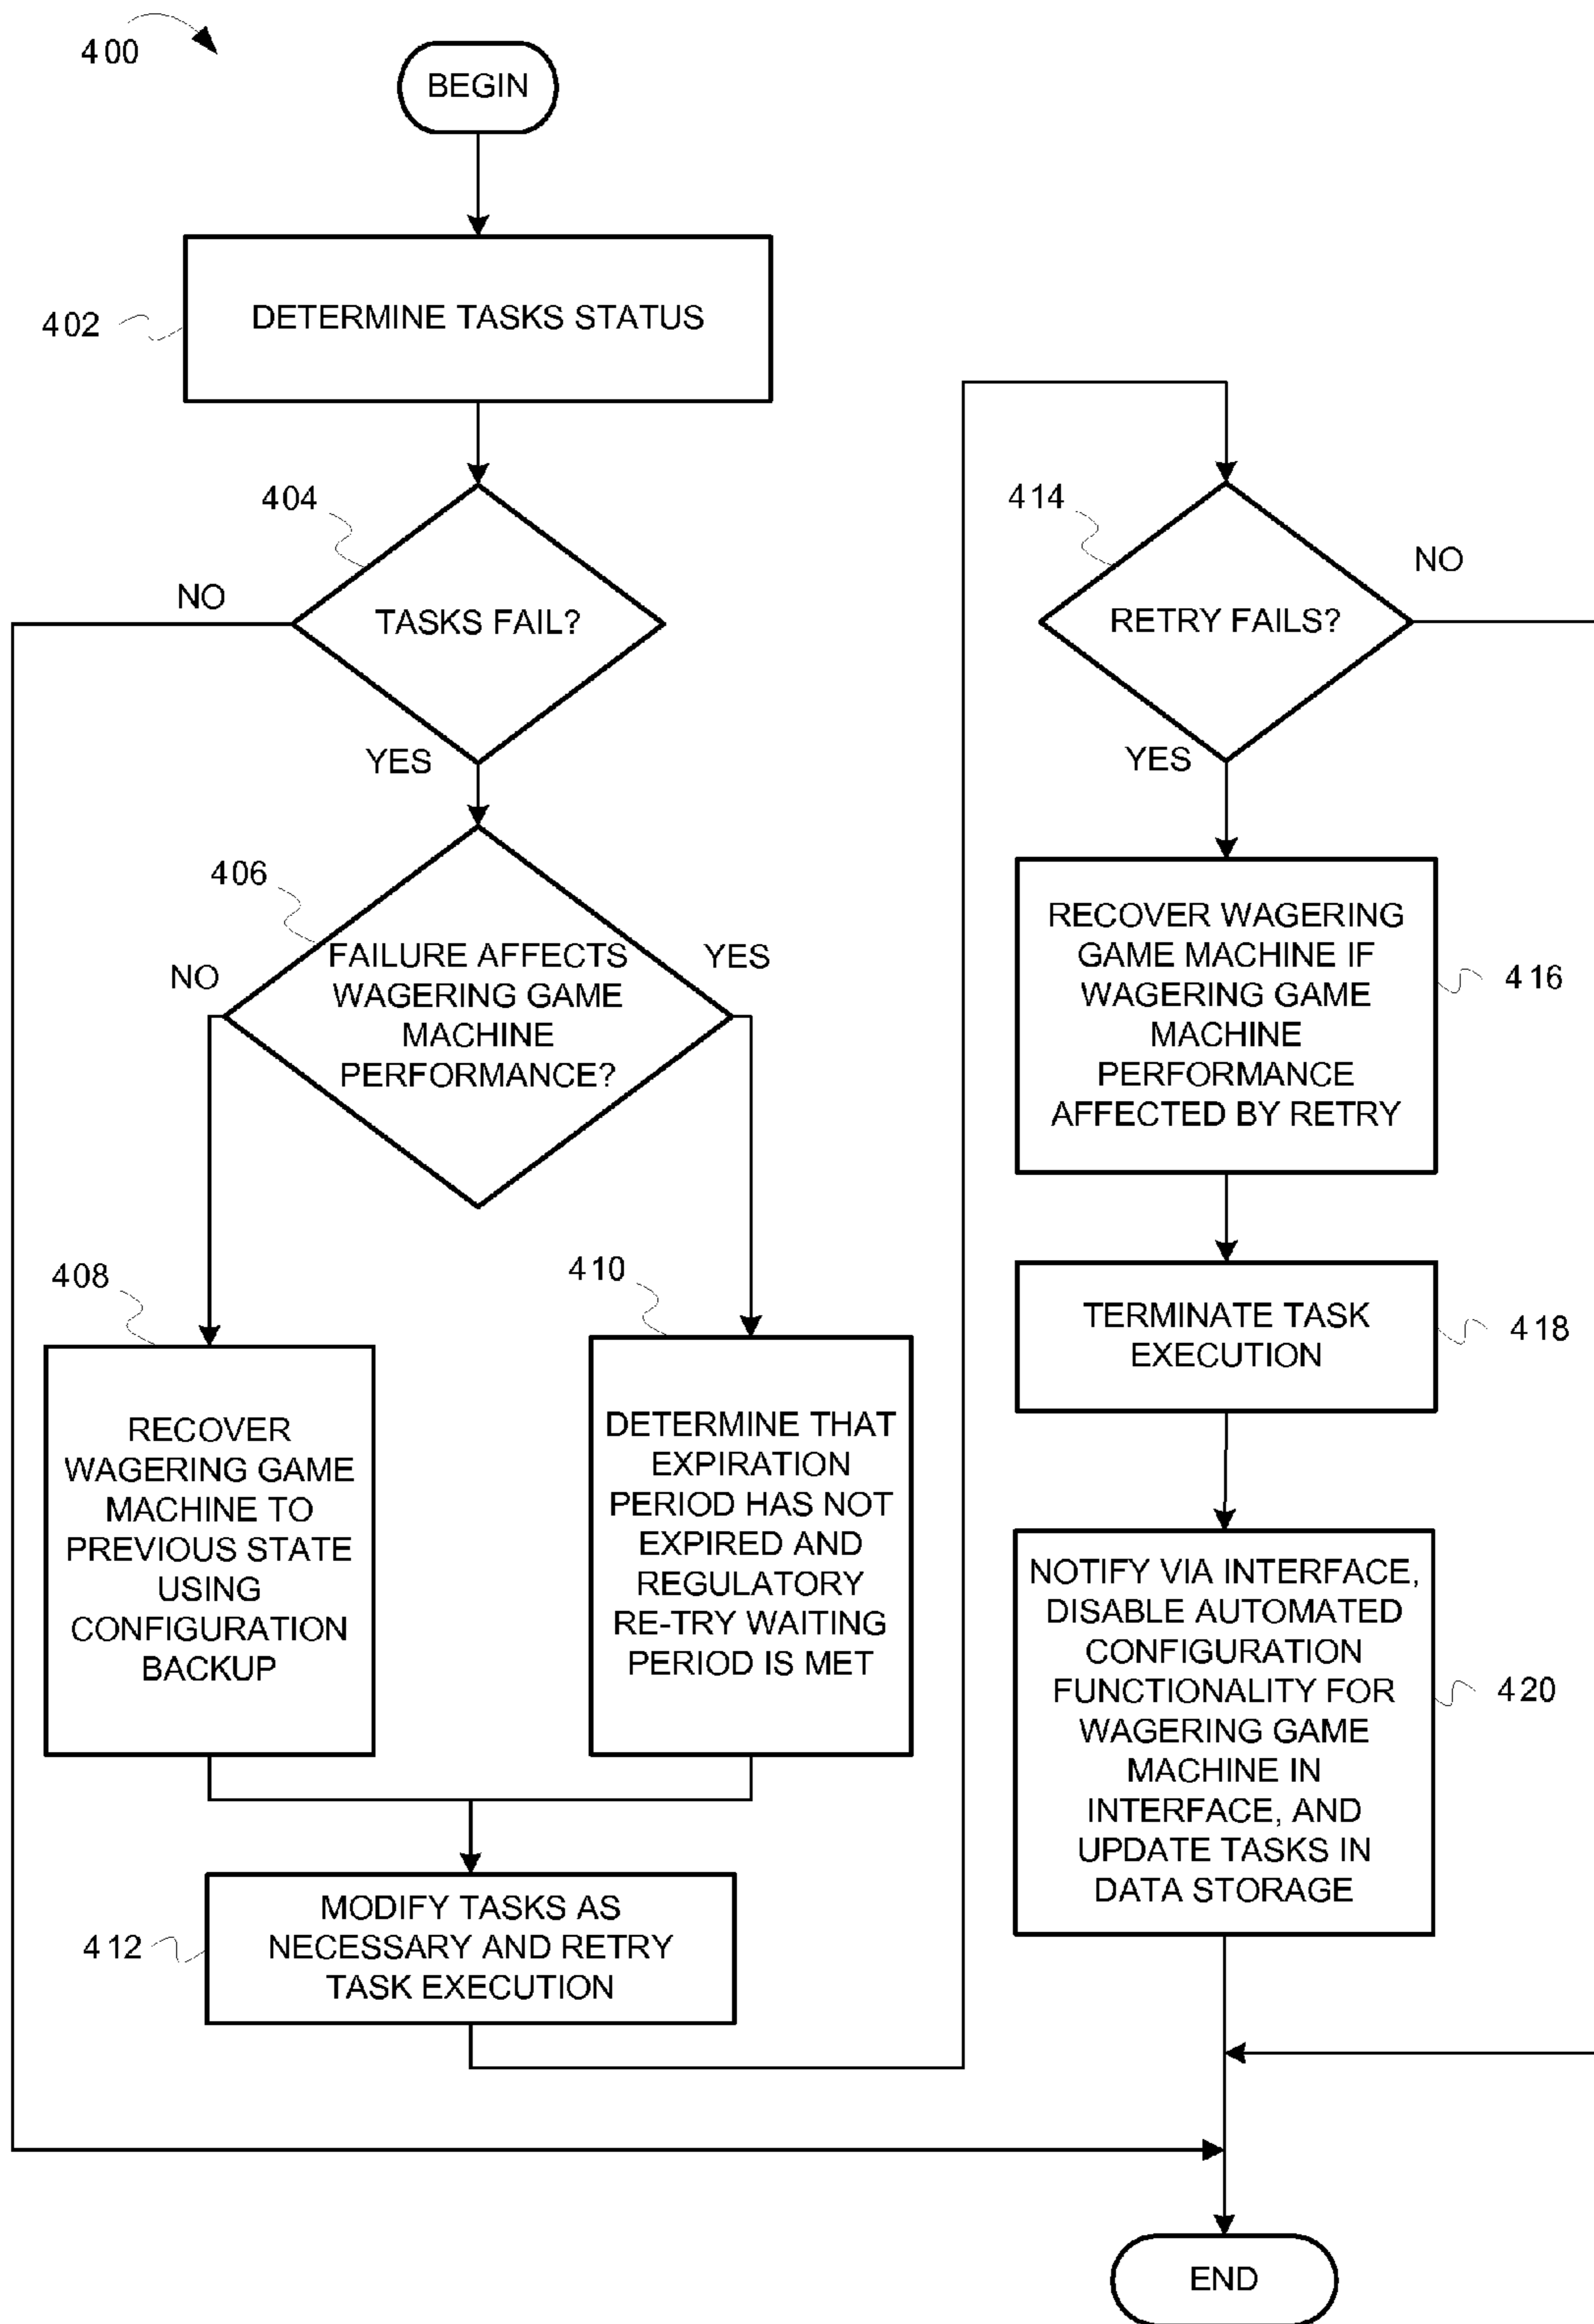 400
BEGIN
402
DETERMINE TASKS STATUS
404
NO
TASKS FAIL?
YES
406
NO
FAILURE AFFECTS
WAGERING GAME
MACHINE
PERFORMANCE?
YES
408
RECOVER
WAGERING GAME
MACHINE TO
PREVIOUS STATE
USING
CONFIGURATION
BACKUP
410
DETERMINE THAT
EXPIRATION
PERIOD HAS NOT
EXPIRED AND
REGULATORY
RE-TRY WAITING
PERIOD IS MET
412
MODIFY TASKS AS
NECESSARY AND RETRY
TASK EXECUTION
414
RETRY FAILS?
NO
YES
RECOVER WAGERING
GAME MACHINE IF
WAGERING GAME
MACHINE
PERFORMANCE
AFFECTED BY RETRY
416
TERMINATE TASK
EXECUTION
418
NOTIFY VIA INTERFACE,
DISABLE AUTOMATED
CONFIGURATION
FUNCTIONALITY FOR
WAGERING GAME
MACHINE IN
INTERFACE, AND
UPDATE TASKS IN
DATA STORAGE
420
END